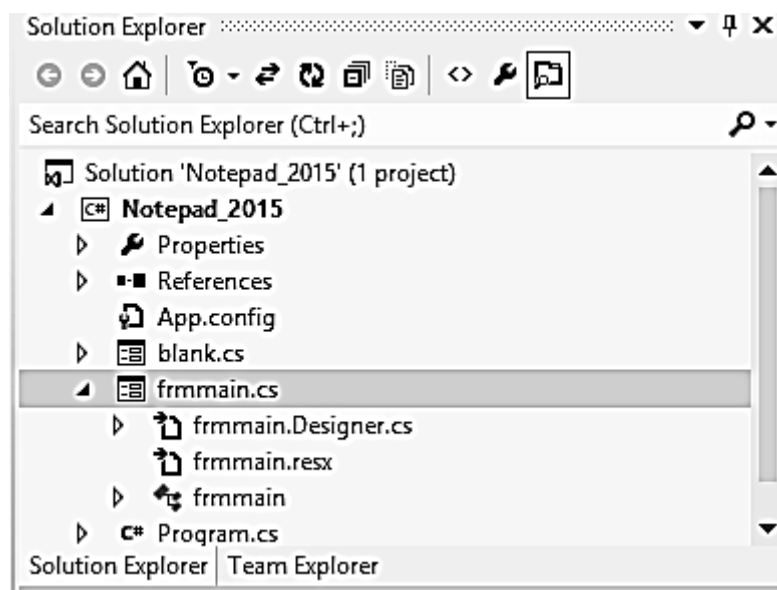 Solution Explorer
Search Solution Explorer (Ctrl+;)
Solution 'Notepad_2015' (1 project)
C# Notepad_2015
Properties
References
App.config
blank.cs
frmmain.cs
frmmain.Designer.cs
frmmain.resx
frmmain
C# Program.cs
Solution Explorer Team Explorer